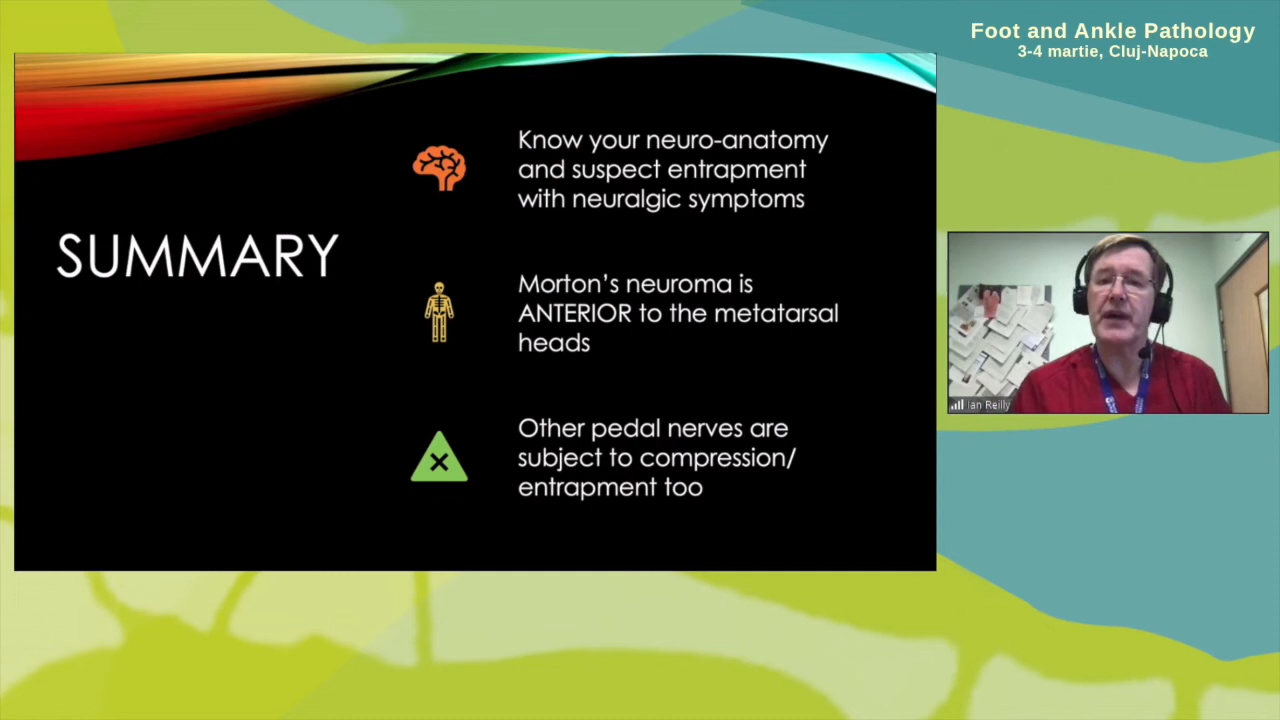 Foot and Ankle Pathology
3-4 martie, Cluj-Napoca
SUMMARY
Know your neuro-anatomy
and suspect entrapment
with neuralgic symptoms
Morton's neuroma is
ANTERIOR to the metatarsal
heads
Other pedal nerves are
subject to compression/
entrapment too
Ian Reilly